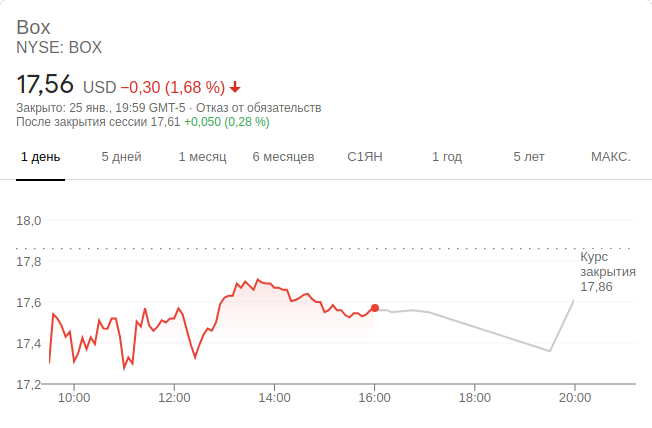 Box
NYSE: BOX
17,56 USD −0,30 (1,68 %)
Закрыто: 25 янв., 19:59 GMT-5 · Отказ от обязательств
После закрытия сессии 17,61 +0,050 (0,28 %)
1 день 5 дней 1 месяц 6 месяцев С1ЯН 1 год 5 лет МАКС.
18,0
17,8
17,6
17,4
17,2
Курс
закрытия
17,86
10:00 12:00 14:00 16:00 18:00 20:00